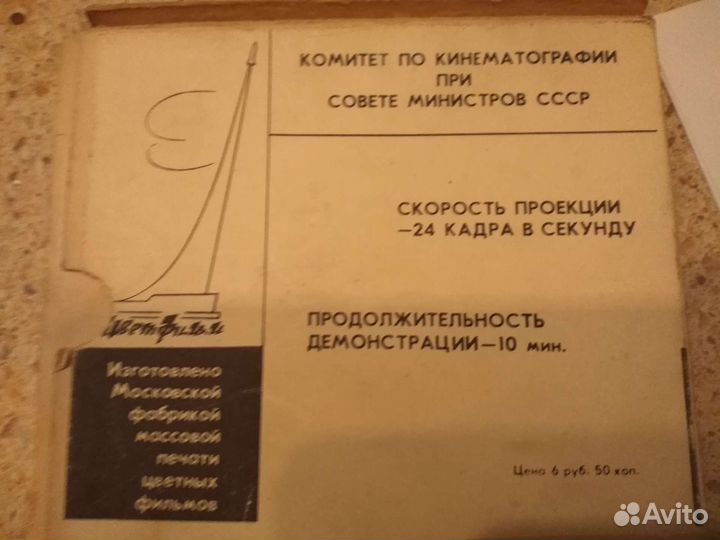 КОМИТЕТ ПО КИНЕМАТОГРАФИИ
ПРИ
СОВЕТЕ МИНИСТРОВ СССР
СКОРОСТЬ ПРОЕКЦИИ
—24 КАДРА В СЕКУНДУ
ПРОДОЛЖИТЕЛЬНОСТЬ
ДЕМОНСТРАЦИИ—10 мин.
Цветфильм
Изготовлено
Московской
фабрикой
массовой
печати
цветных
фильмов
Цена 6 руб. 50 коп.
Avito